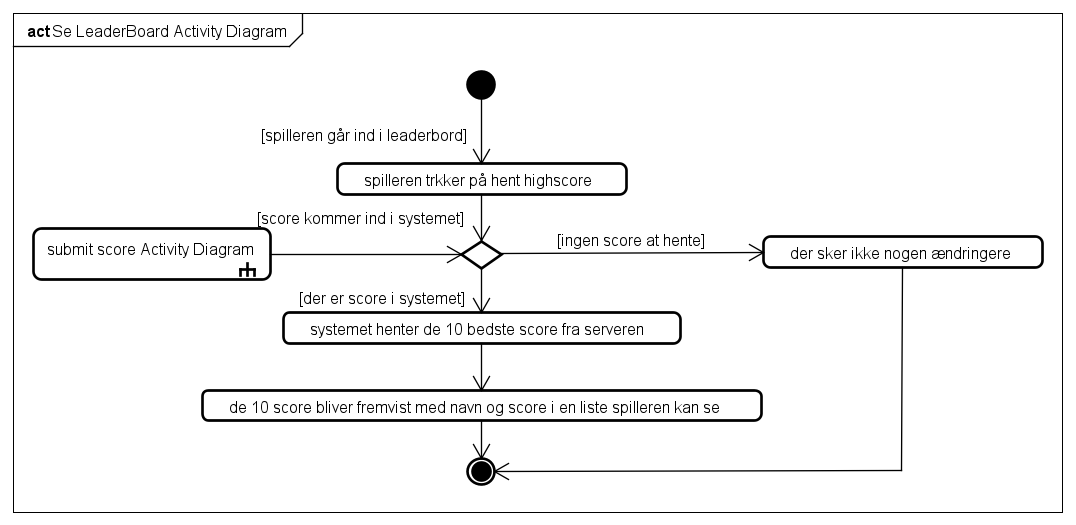 act Se LeaderBoard Activity Diagram
[spilleren går ind i leaderbord]
spilleren trkker på hent highscore
[score kommer ind i systemet]
submit score Activity Diagram
[ingen score at hente]
der sker ikke nogen ændringere
[der er score i systemet]
systemet henter de 10 bedste score fra serveren
de 10 score bliver fremvist med navn og score i en liste spilleren kan se